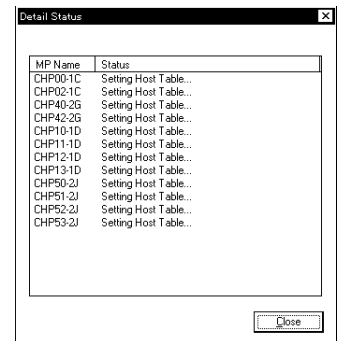 Detail Status
MP Name Status
CHP00-1C Setting Host Table...
CHP02-1C Setting Host Table...
CHP40-2G Setting Host Table...
CHP42-2G Setting Host Table...
CHP10-1D Setting Host Table...
CHP11-1D Setting Host Table...
CHP12-1D Setting Host Table...
CHP13-1D Setting Host Table...
CHP50-2J Setting Host Table...
CHP51-2J Setting Host Table...
CHP52-2J Setting Host Table...
CHP53-2J Setting Host Table...
Close